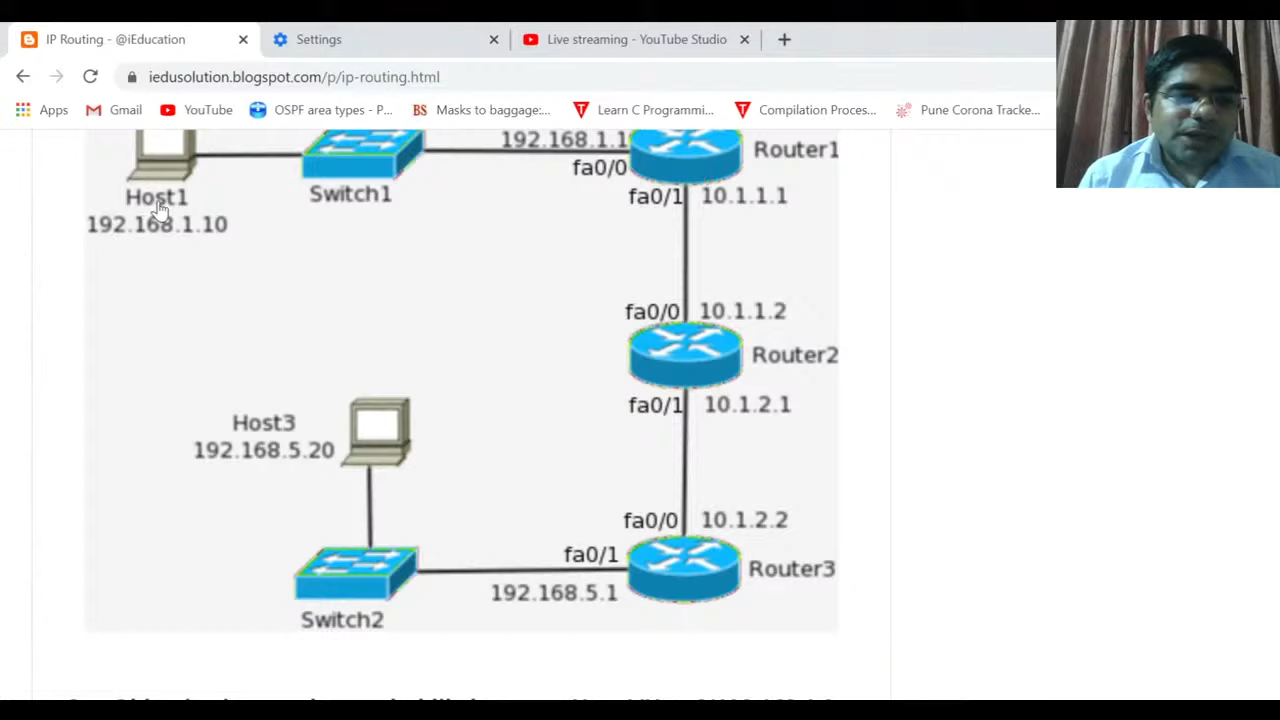 IP Routing - @iEducation
Settings
Live streaming - YouTube Studio
iedusolution.blogspot.com/p/ip-routing.html
Apps
Gmail
YouTube
OSPF area types - P...
Masks to baggage:...
Learn C Programmi...
Compilation Proces...
Pune Corona Tracke...
192.168.1.1
Router1
fa0/0
Host1
Switch1
fa0/1 10.1.1.1
192.168.1.10
fa0/0 10.1.1.2
Router2
fa0/1 10.1.2.1
Host3
192.168.5.20
fa0/0 10.1.2.2
fa0/1
Router3
192.168.5.1
Switch2